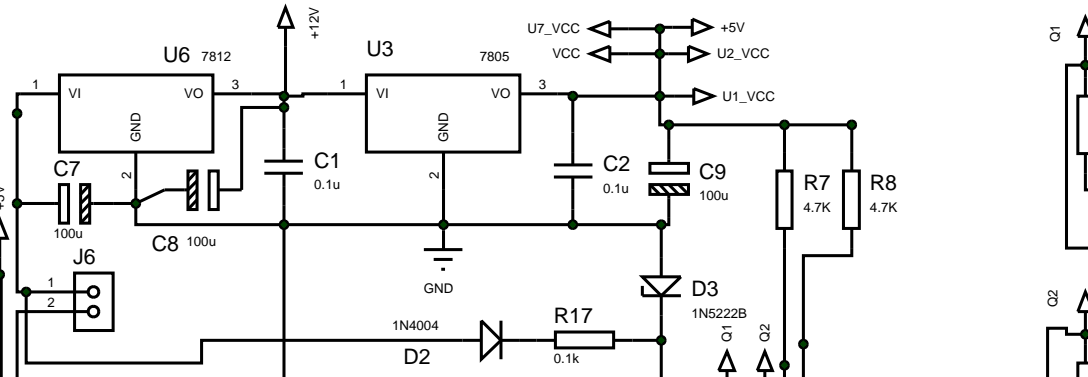 +12V
U7_VCC
+5V
VCC
U2_VCC
Q1
U6 7812
U3
7805
1
VI
VO
3
1
VI
VO
3
U1_VCC
GND
GND
C7
2
C1
0.1u
2
C2
0.1u
C9
100u
R7
4.7K
R8
4.7K
+5V
100u
C8 100u
J6
1
2
GND
D3
1N5222B
Q2
1N4004
D2
R17
0.1k
Q1
Q2